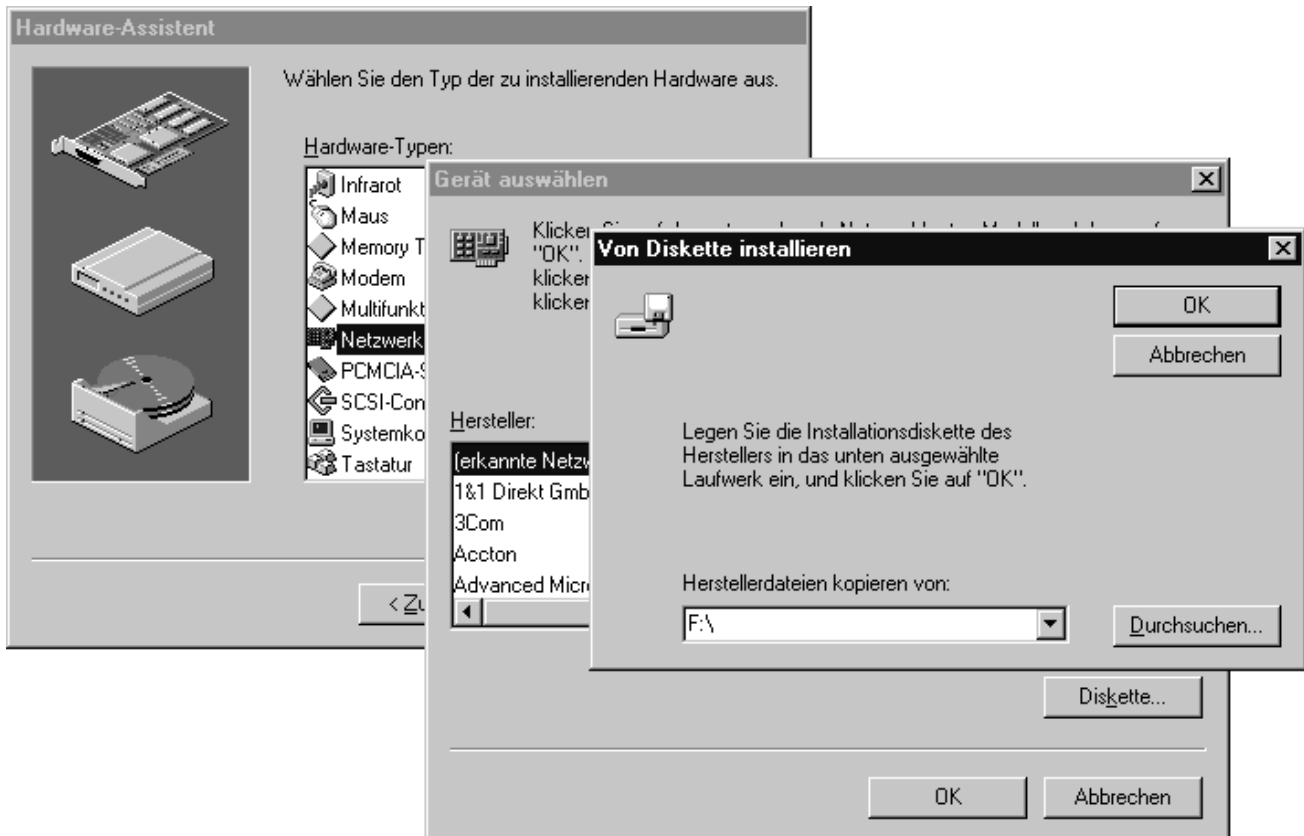 Hardware-Assistent
Wählen Sie den Typ der zu installierenden Hardware aus.
Hardware-Typen:
Infrarot
Maus
Memory T
Modem
Multifunkt
Netzwerk
PCMCIA-S
SCSI-Con
Systemko
Tastatur
< Zu
Gerät auswählen
Klicken
"OK".
klicken
klicken
Hersteller:
(erkannte Netzw
1&1 Direkt Gmb
3Com
Accton
Advanced Micr
Diskette...
OK
Abbrechen
Von Diskette installieren
OK
Abbrechen
Legen Sie die Installationsdiskette des
Herstellers in das unten ausgewählte
Laufwerk ein, und klicken Sie auf "OK".
Herstellerdateien kopieren von:
F:\
Durchsuchen...